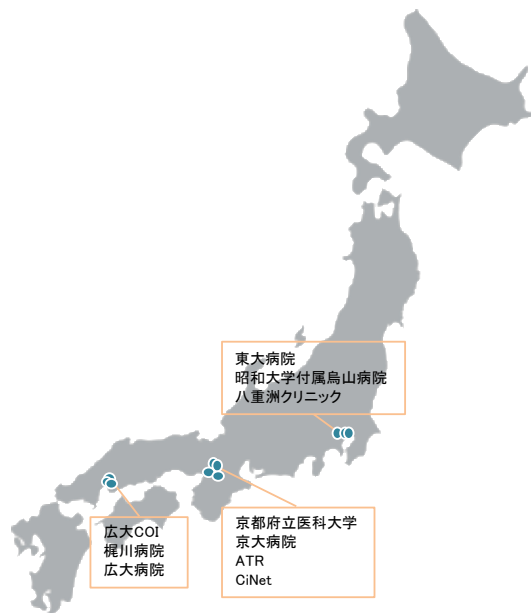 東大病院
昭和大学付属烏山病院
八重洲クリニック
広大COI
梶川病院
広大病院
京都府立医科大学
京大病院
ATR
CiNet